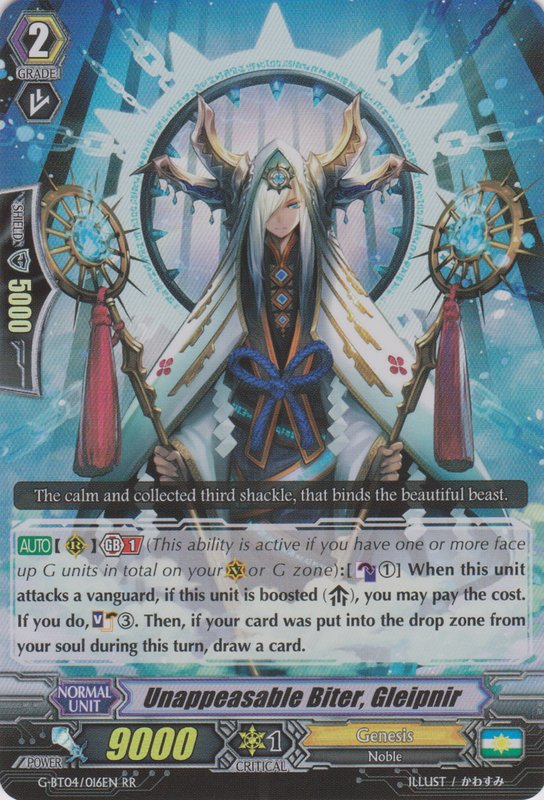 2
GRADE
SHIELD
5000
The calm and collected third shackle, that binds the beautiful beast.
AUTO [ R ] GB 1 (This ability is active if you have one or more face
up G units in total on your V or G zone):[ ①] When this unit
attacks a vanguard, if this unit is boosted ( ), you may pay the cost.
If you do, V ③. Then, if your card was put into the drop zone from
your soul during this turn, draw a card.
NORMAL
UNIT
Unappeasable Biter, Gleipnir
POWER
9000
1
CRITICAL
Genesis
Noble
G-BT04/016EN RR
ILLUST / かわすみ